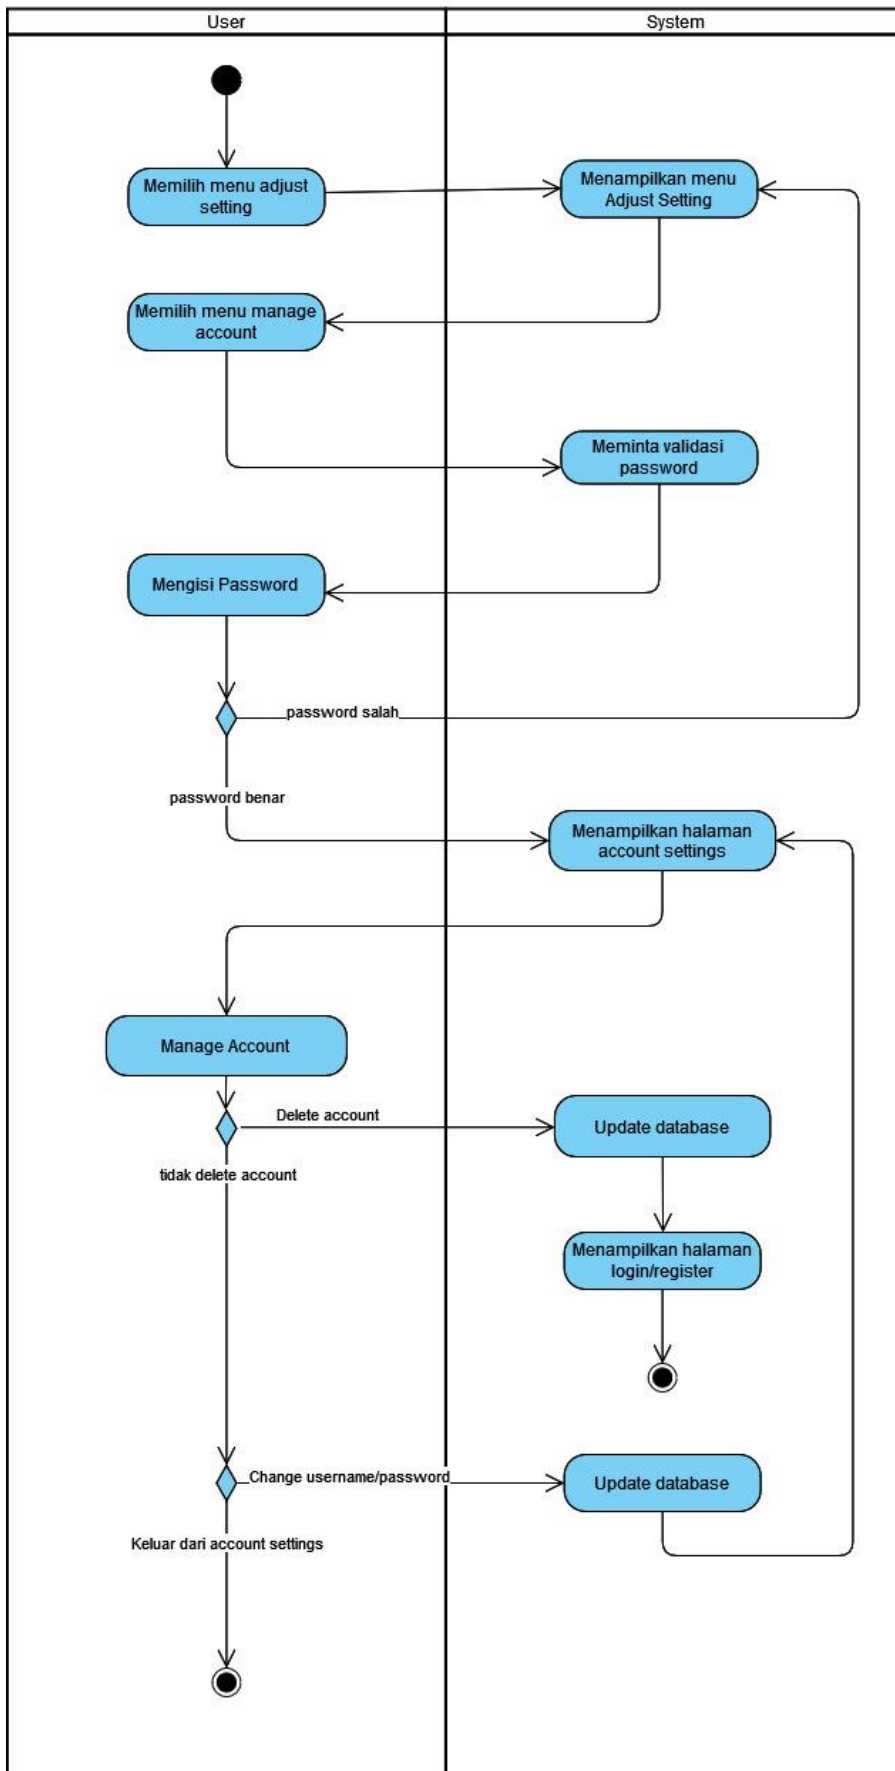 User
System
Memilih menu adjust
setting
Menampilkan menu
Adjust Setting
Memilih menu manage
account
Meminta validasi
password
Mengisi Password
password salah
password benar
Menampilkan halaman
account settings
Manage Account
Delete account
Update database
tidak delete account
Menampilkan halaman
login/register
Change username/password
Update database
Keluar dari account settings